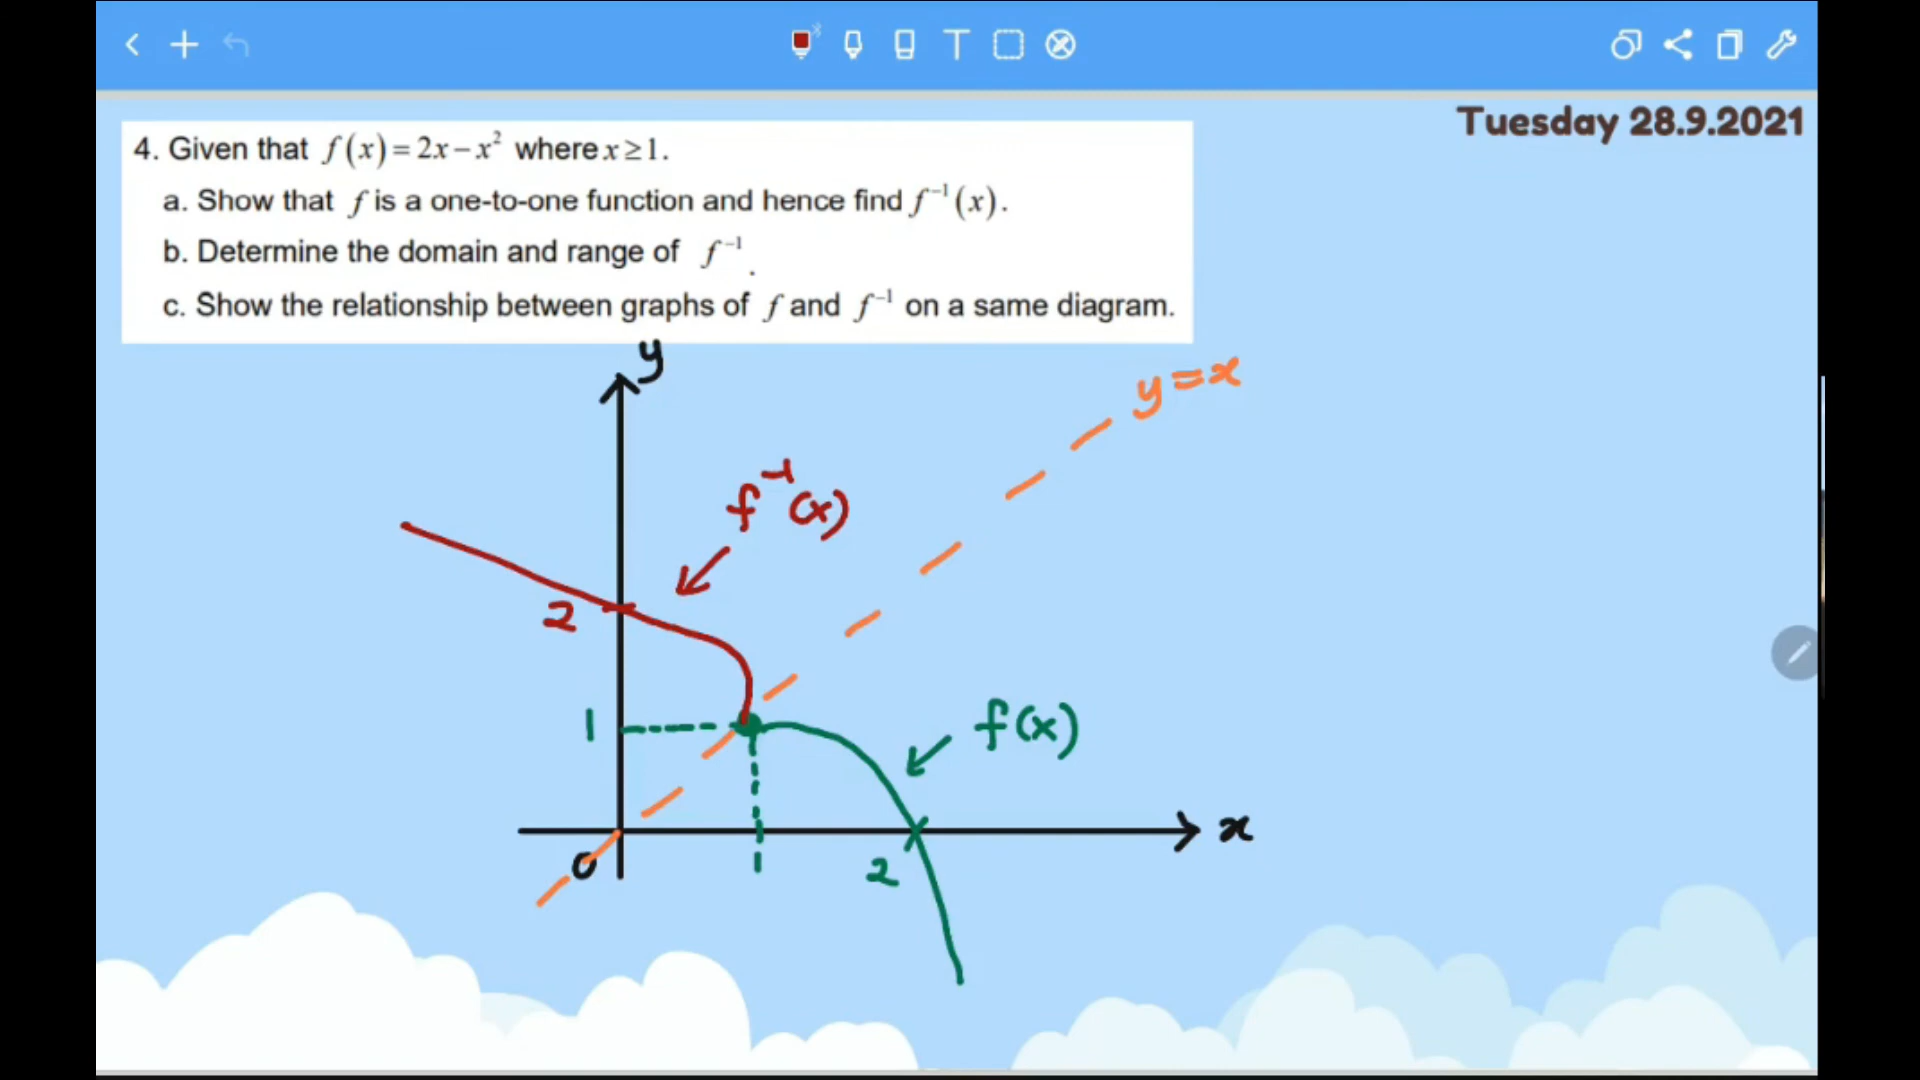 Tuesday 28.9.2021
4. Given that f(x)=2x−x² where x≥1.
a. Show that f is a one-to-one function and hence find f⁻¹(x).
b. Determine the domain and range of f⁻¹.
c. Show the relationship between graphs of f and f⁻¹ on a same diagram.
y
y=x
f⁻¹(x)
2
1
f(x)
x
0
1
2